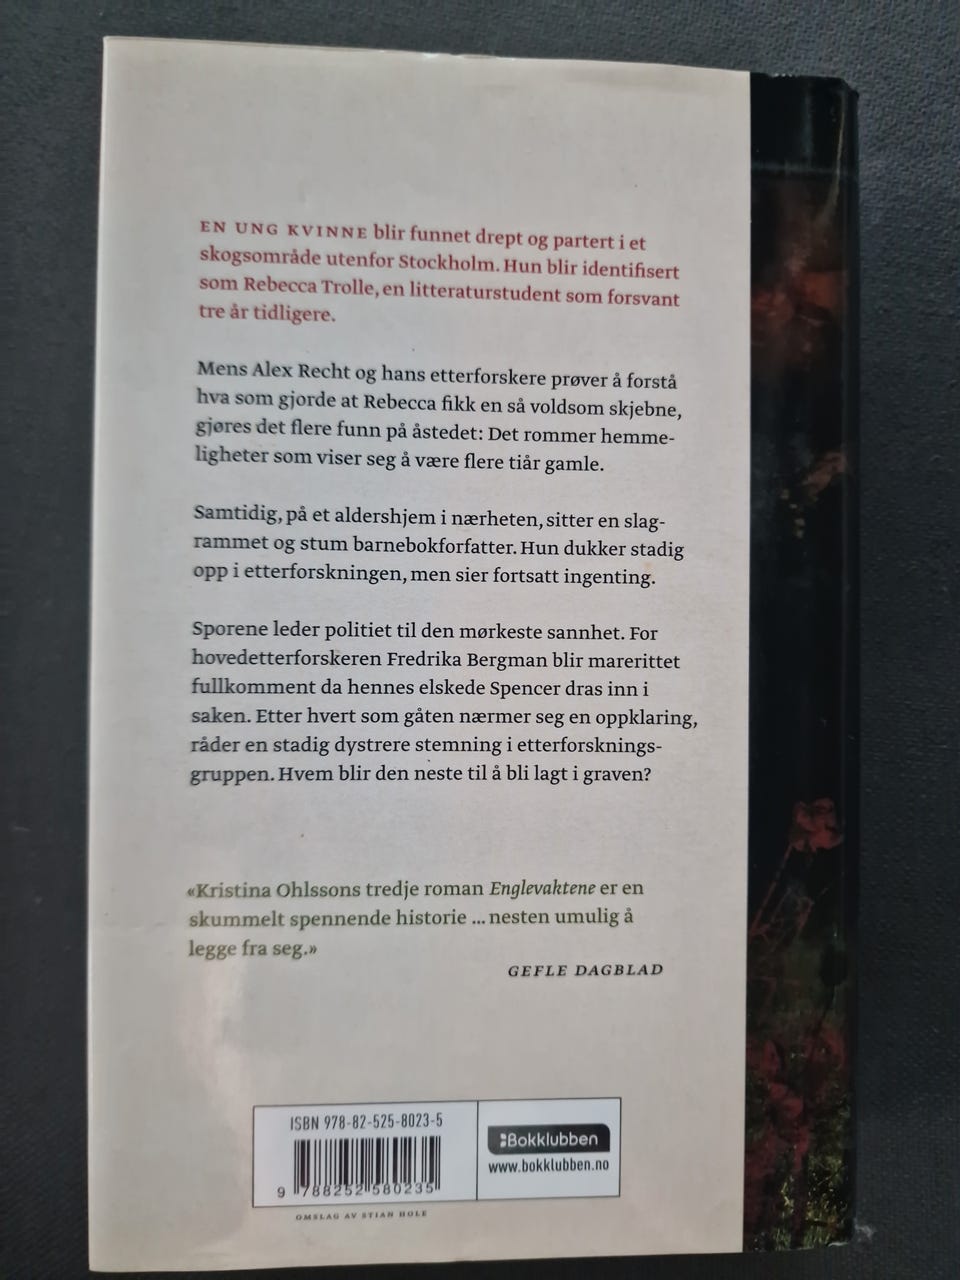 EN UNG KVINNE blir funnet drept og partert i et
skogsområde utenfor Stockholm. Hun blir identifisert
som Rebecca Trolle, en litteraturstudent som forsvant
tre år tidligere.
Mens Alex Recht og hans etterforskere prøver å forstå
hva som gjorde at Rebecca fikk en så voldsom skjebne,
gjøres det flere funn på åstedet: Det rommer hemme-
ligheter som viser seg å være flere tiår gamle.
Samtidig, på et aldershjem i nærheten, sitter en slag-
rammet og stum barnebokforfatter. Hun dukker stadig
opp i etterforskningen, men sier fortsatt ingenting.
Sporene leder politiet til den mørkeste sannhet. For
hovedetterforskeren Fredrika Bergman blir marerittet
fullkomment da hennes elskede Spencer dras inn i
saken. Etter hvert som gåten nærmer seg en oppklaring,
råder en stadig dystrere stemning i etterforsknings-
gruppen. Hvem blir den neste til å bli lagt i graven?
«Kristina Ohlssons tredje roman Englevaktene er en
skummelt spennende historie ... nesten umulig å
legge fra seg.»
GEFLE DAGBLAD
ISBN 978-82-525-8023-5
Bokklubben
www.bokklubben.no
9 788252 580235
OMSLAG AV STIAN HOLE